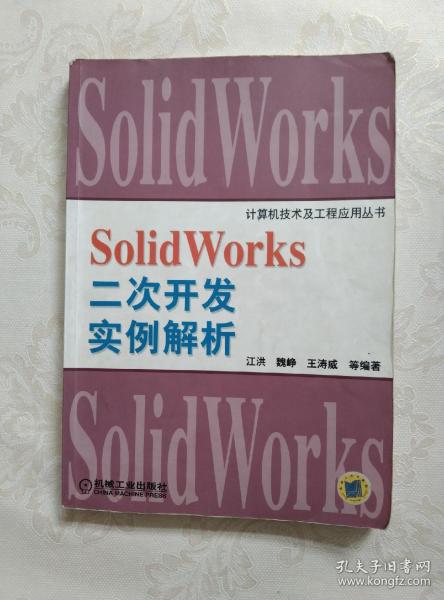 SolidWorks
计算机技术及工程应用丛书
SolidWorks
二次开发
实例解析
江洪 魏峥 王涛威 等编著
SolidWorks
机械工业出版社
CHINA MACHINE PRESS
孔夫子旧书网
www.kongfz.com